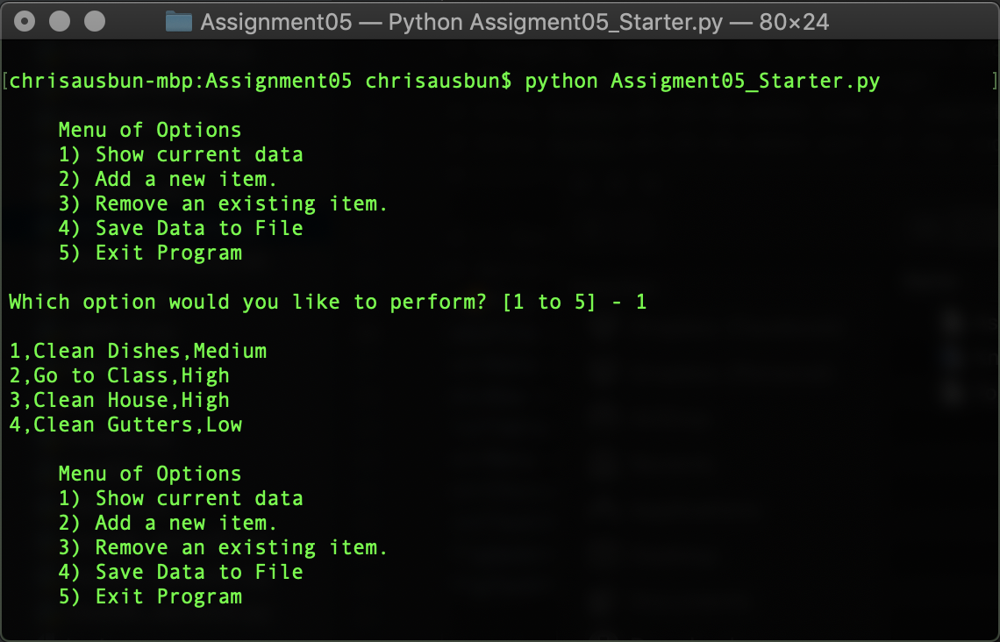 Assignment05 — Python Assigment05_Starter.py — 80×24
[chrisausbun-mbp:Assignment05 chrisausbun$ python Assigment05_Starter.py ]
Menu of Options
1) Show current data
2) Add a new item.
3) Remove an existing item.
4) Save Data to File
5) Exit Program
Which option would you like to perform? [1 to 5] - 1
1,Clean Dishes,Medium
2,Go to Class,High
3,Clean House,High
4,Clean Gutters,Low
Menu of Options
1) Show current data
2) Add a new item.
3) Remove an existing item.
4) Save Data to File
5) Exit Program